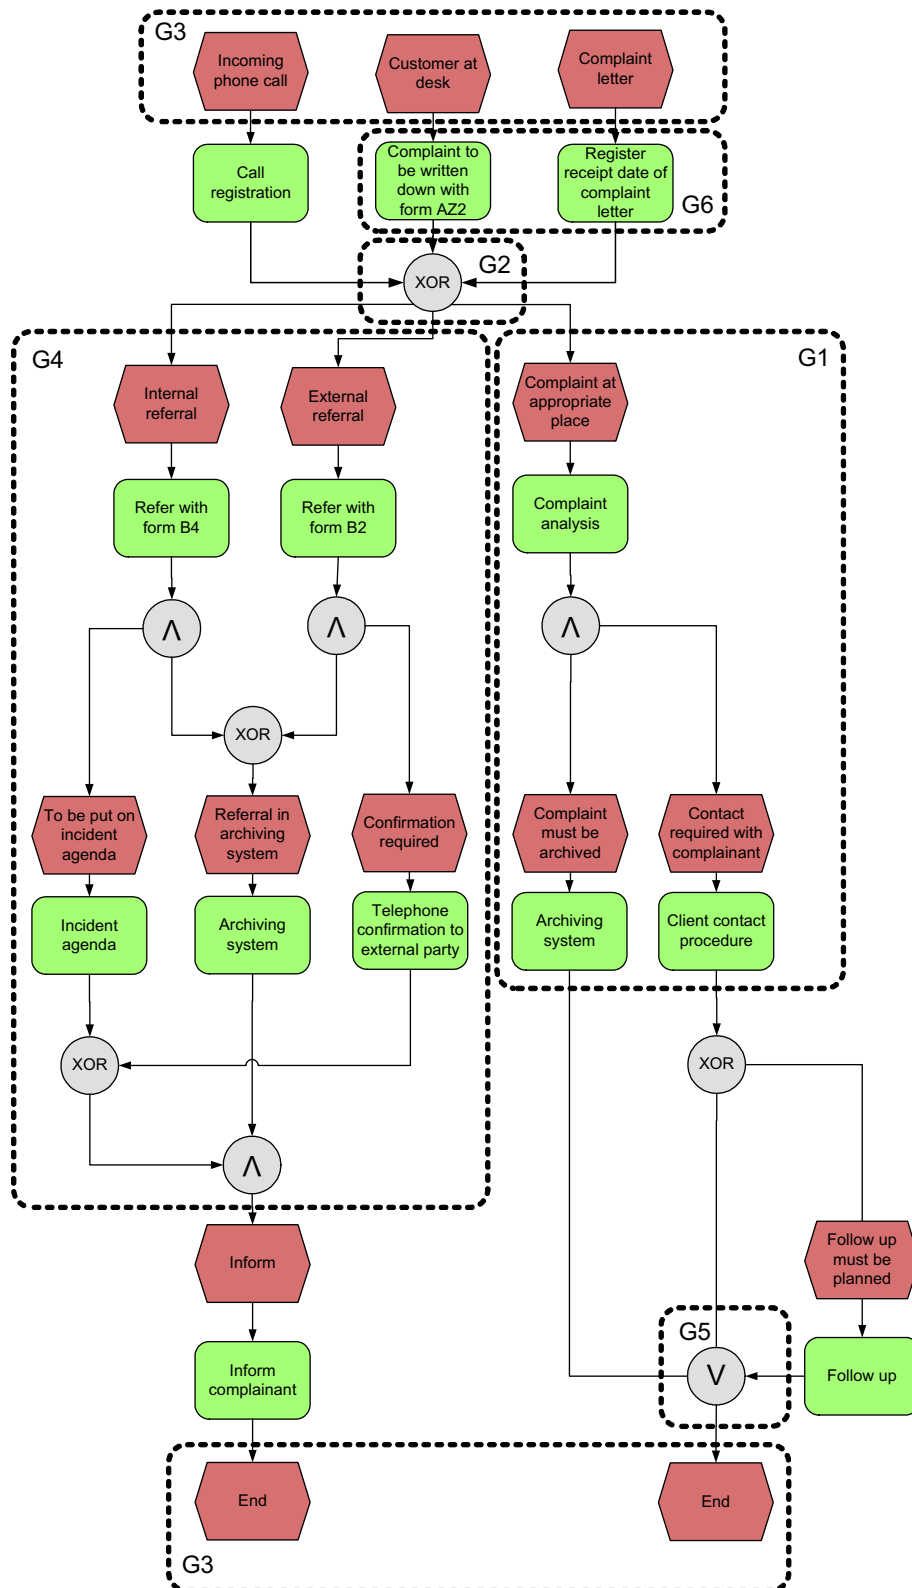 G3
Incoming
phone call
Customer at
desk
Complaint
letter
Call
registration
Complaint to
be written
down with
form AZ2
Register
receipt date of
complaint
letter
G6
G2
XOR
G4
G1
Internal
referral
External
referral
Complaint at
appropriate
place
Refer with
form B4
Refer with
form B2
Complaint
analysis
Λ
Λ
Λ
XOR
To be put on
incident
agenda
Referral in
archiving
system
Confirmation
required
Complaint
must be
archived
Contact
required with
complainant
Incident
agenda
Archiving
system
Telephone
confirmation to
external party
Archiving
system
Client contact
procedure
XOR
XOR
Λ
Inform
Follow up
must be
planned
G5
Inform
complainant
V
Follow up
End
End
G3